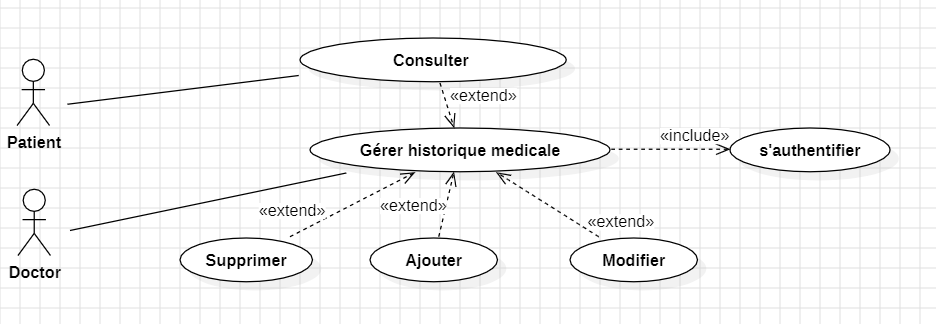 Consulter
«extend»
Patient
Gérer historique medicale
«include»
s'authentifier
«extend»
«extend»
«extend»
Doctor
Supprimer
Ajouter
Modifier